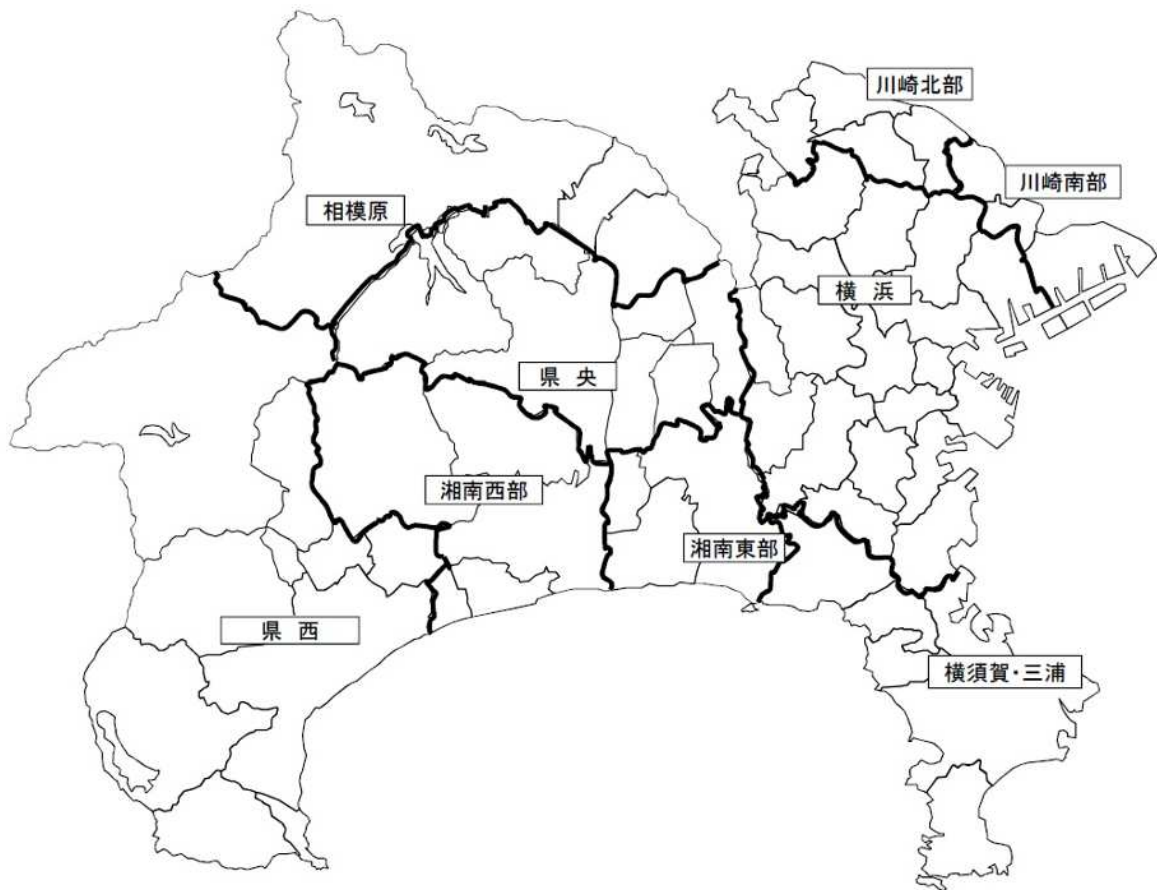 川崎北部
川崎南部
相模原
横 浜
県 央
湘南西部
湘南東部
県 西
横須賀・三浦